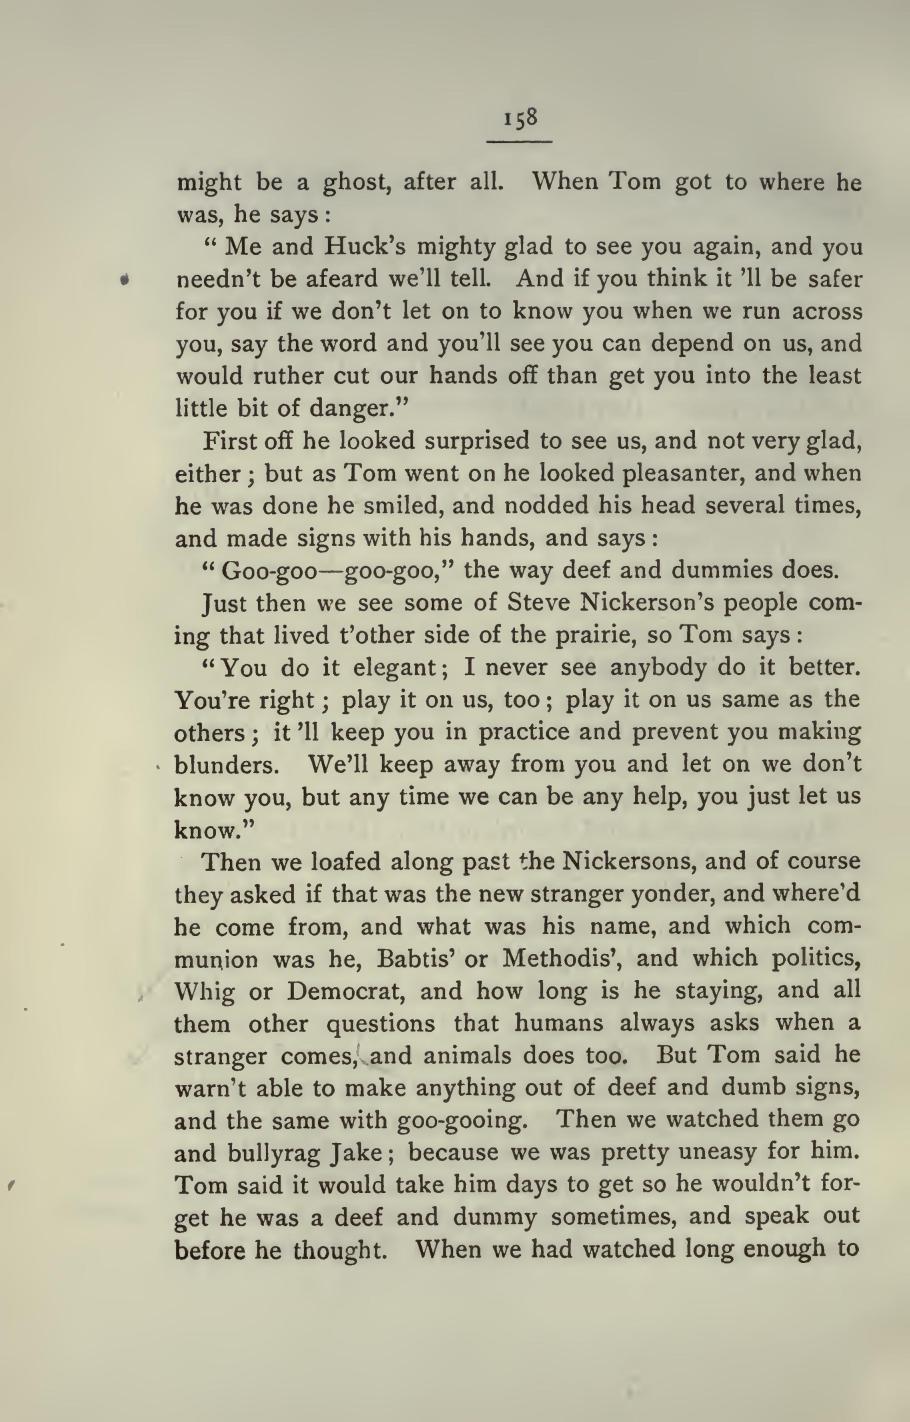 158
might be a ghost, after all. When Tom got to where he
was, he says :
“ Me and Huck’s mighty glad to see you again, and you
needn’t be afeard we’ll tell. And if you think it ’ll be safer
for you if we don’t let on to know you when we run across
you, say the word and you’ll see you can depend on us, and
would ruther cut our hands off than get you into the least
little bit of danger.”
First off he looked surprised to see us, and not very glad,
either ; but as Tom went on he looked pleasanter, and when
he was done he smiled, and nodded his head several times,
and made signs with his hands, and says :
“ Goo-goo—goo-goo,” the way deef and dummies does.
Just then we see some of Steve Nickerson’s people com-
ing that lived t’other side of the prairie, so Tom says :
“ You do it elegant ; I never see anybody do it better.
You’re right ; play it on us, too ; play it on us same as the
others ; it ’ll keep you in practice and prevent you making
blunders. We’ll keep away from you and let on we don’t
know you, but any time we can be any help, you just let us
know.”
Then we loafed along past the Nickersons, and of course
they asked if that was the new stranger yonder, and where’d
he come from, and what was his name, and which com-
munion was he, Babtis’ or Methodis’, and which politics,
Whig or Democrat, and how long is he staying, and all
them other questions that humans always asks when a
stranger comes, and animals does too. But Tom said he
warn’t able to make anything out of deef and dumb signs,
and the same with goo-gooing. Then we watched them go
and bullyrag Jake ; because we was pretty uneasy for him.
Tom said it would take him days to get so he wouldn’t for-
get he was a deef and dummy sometimes, and speak out
before he thought. When we had watched long enough to